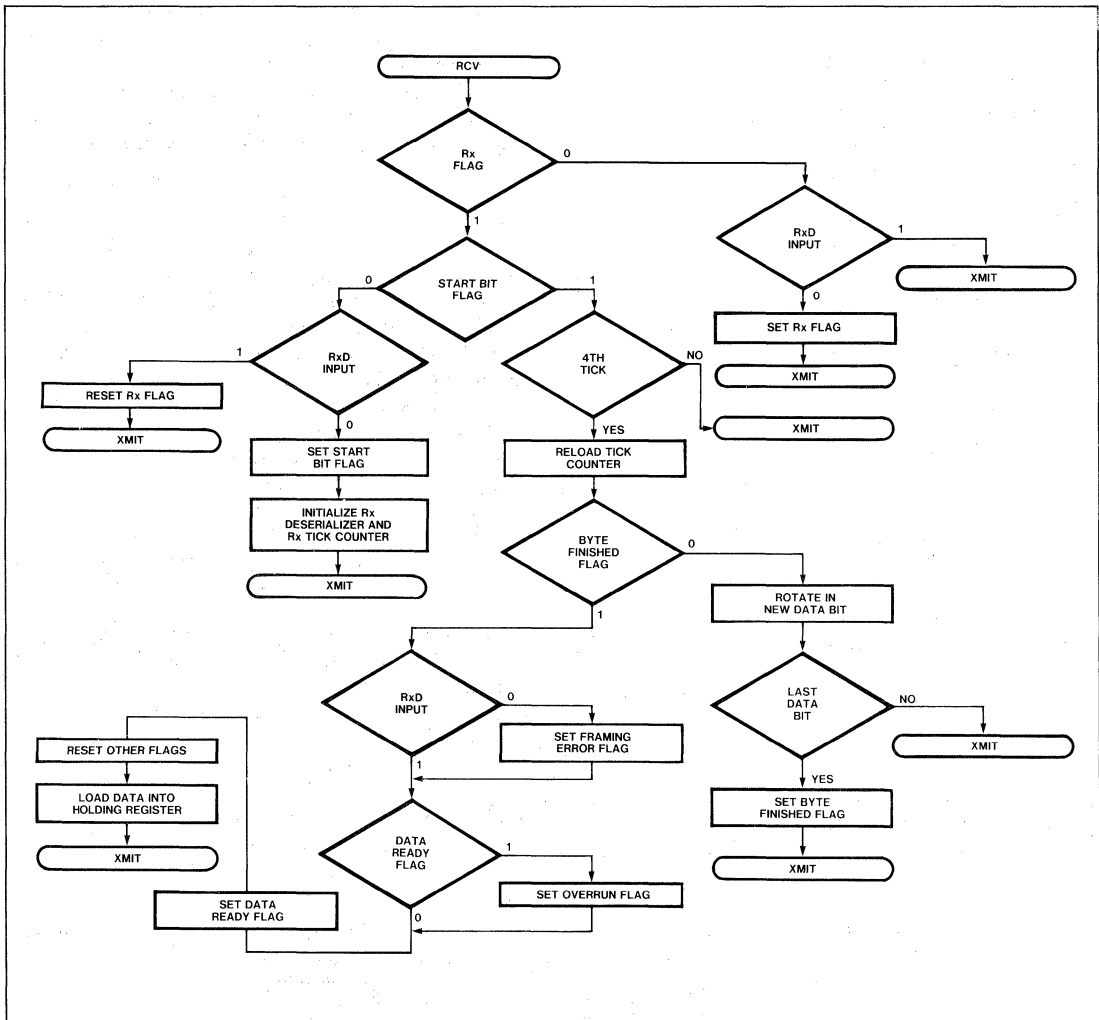 RCV
Rx
FLAG
0
1
RxD
INPUT
1
XMIT
0
SET Rx FLAG
XMIT
START BIT
FLAG
0
1
RxD
INPUT
1
RESET Rx FLAG
XMIT
0
SET START
BIT FLAG
INITIALIZE Rx
DESERIALIZER AND
Rx TICK COUNTER
XMIT
4TH
TICK
NO
XMIT
YES
RELOAD TICK
COUNTER
BYTE
FINISHED
FLAG
0
1
ROTATE IN
NEW DATA BIT
LAST
DATA
BIT
NO
XMIT
YES
SET BYTE
FINISHED FLAG
XMIT
RxD
INPUT
0
SET FRAMING
ERROR FLAG
1
DATA
READY
FLAG
1
SET OVERRUN FLAG
0
SET DATA
READY FLAG
RESET OTHER FLAGS
LOAD DATA INTO
HOLDING REGISTER
XMIT